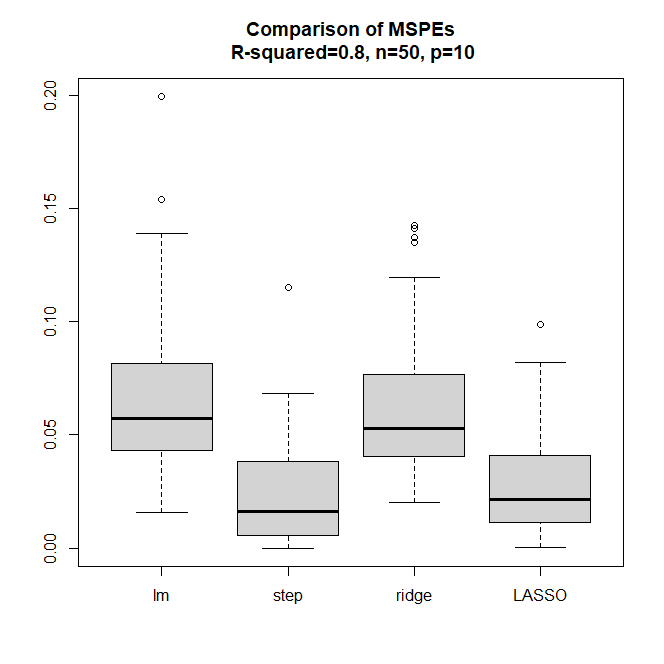 Comparison of MSPEs
R-squared=0.8, n=50, p=10
0.20
0.15
0.10
0.05
0.00
lm step ridge LASSO